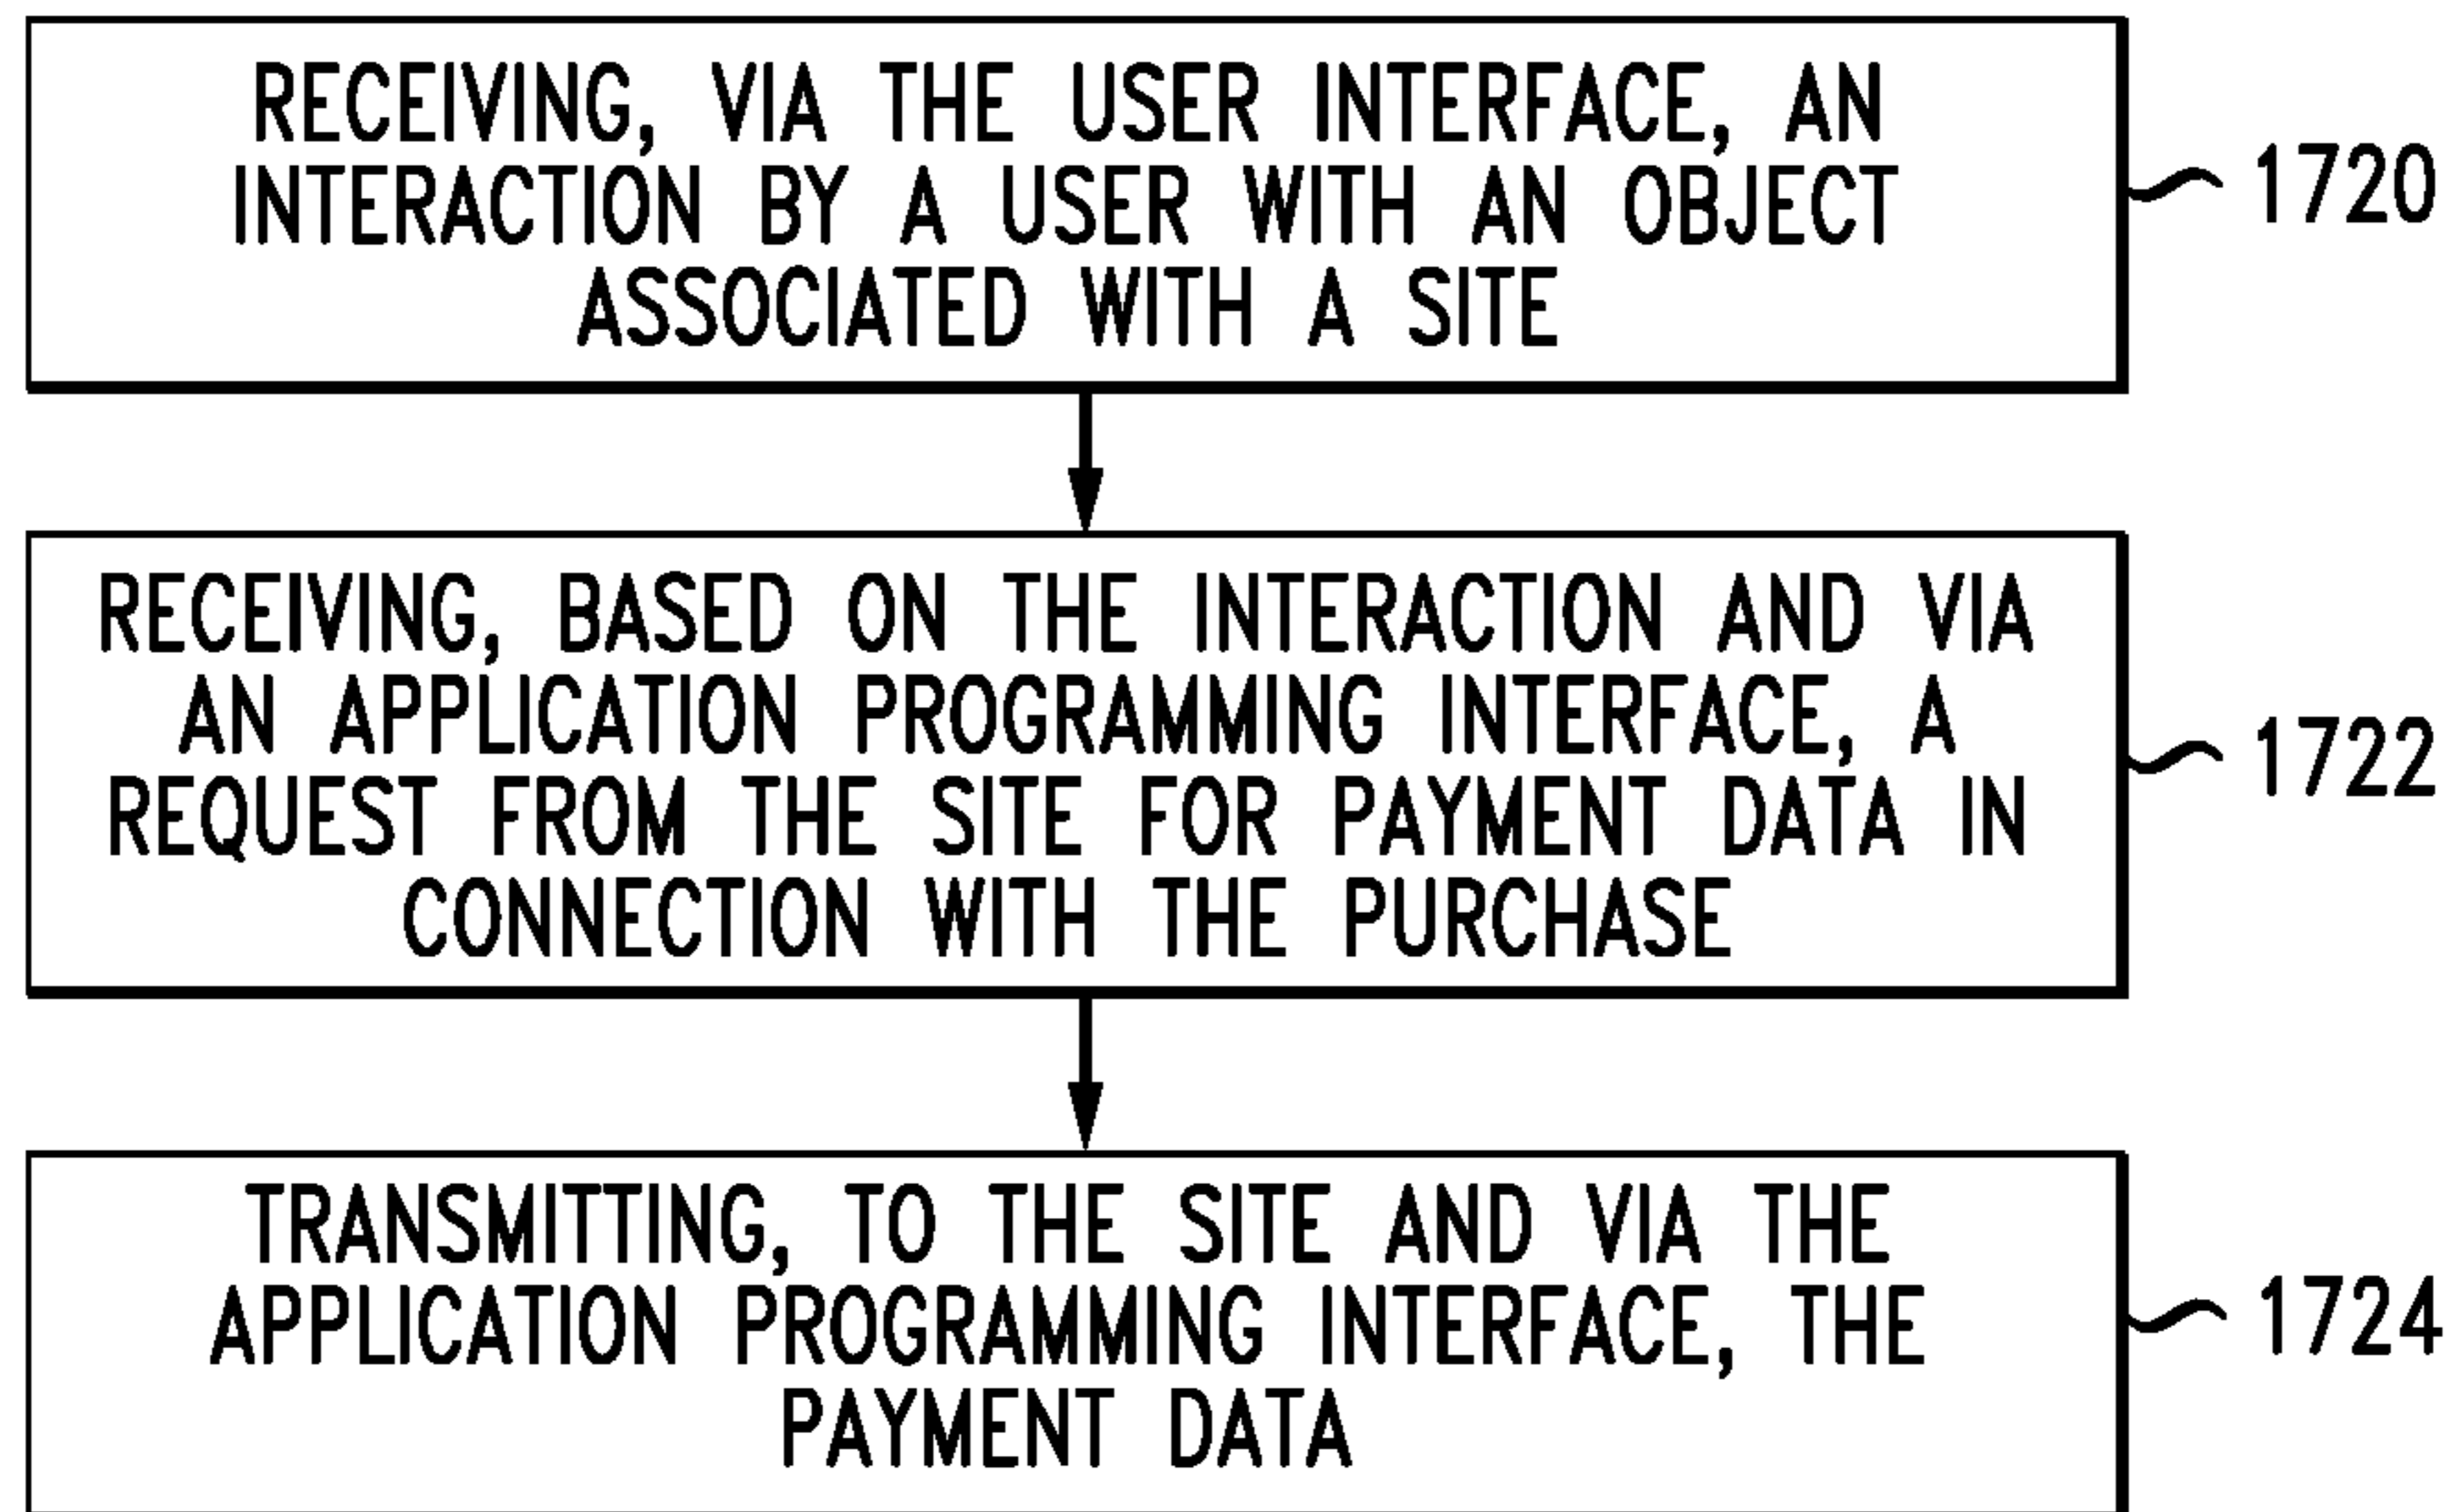 RECEIVING, VIA THE USER INTERFACE, AN
INTERACTION BY A USER WITH AN OBJECT
ASSOCIATED WITH A SITE
1720
RECEIVING, BASED ON THE INTERACTION AND VIA
AN APPLICATION PROGRAMMING INTERFACE, A
REQUEST FROM THE SITE FOR PAYMENT DATA IN
CONNECTION WITH THE PURCHASE
1722
TRANSMITTING, TO THE SITE AND VIA THE
APPLICATION PROGRAMMING INTERFACE, THE
PAYMENT DATA
1724